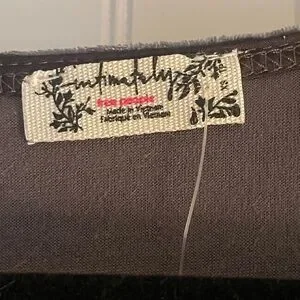 intimately
free people
Made in Vietnam
Fabriqué en Vietnam